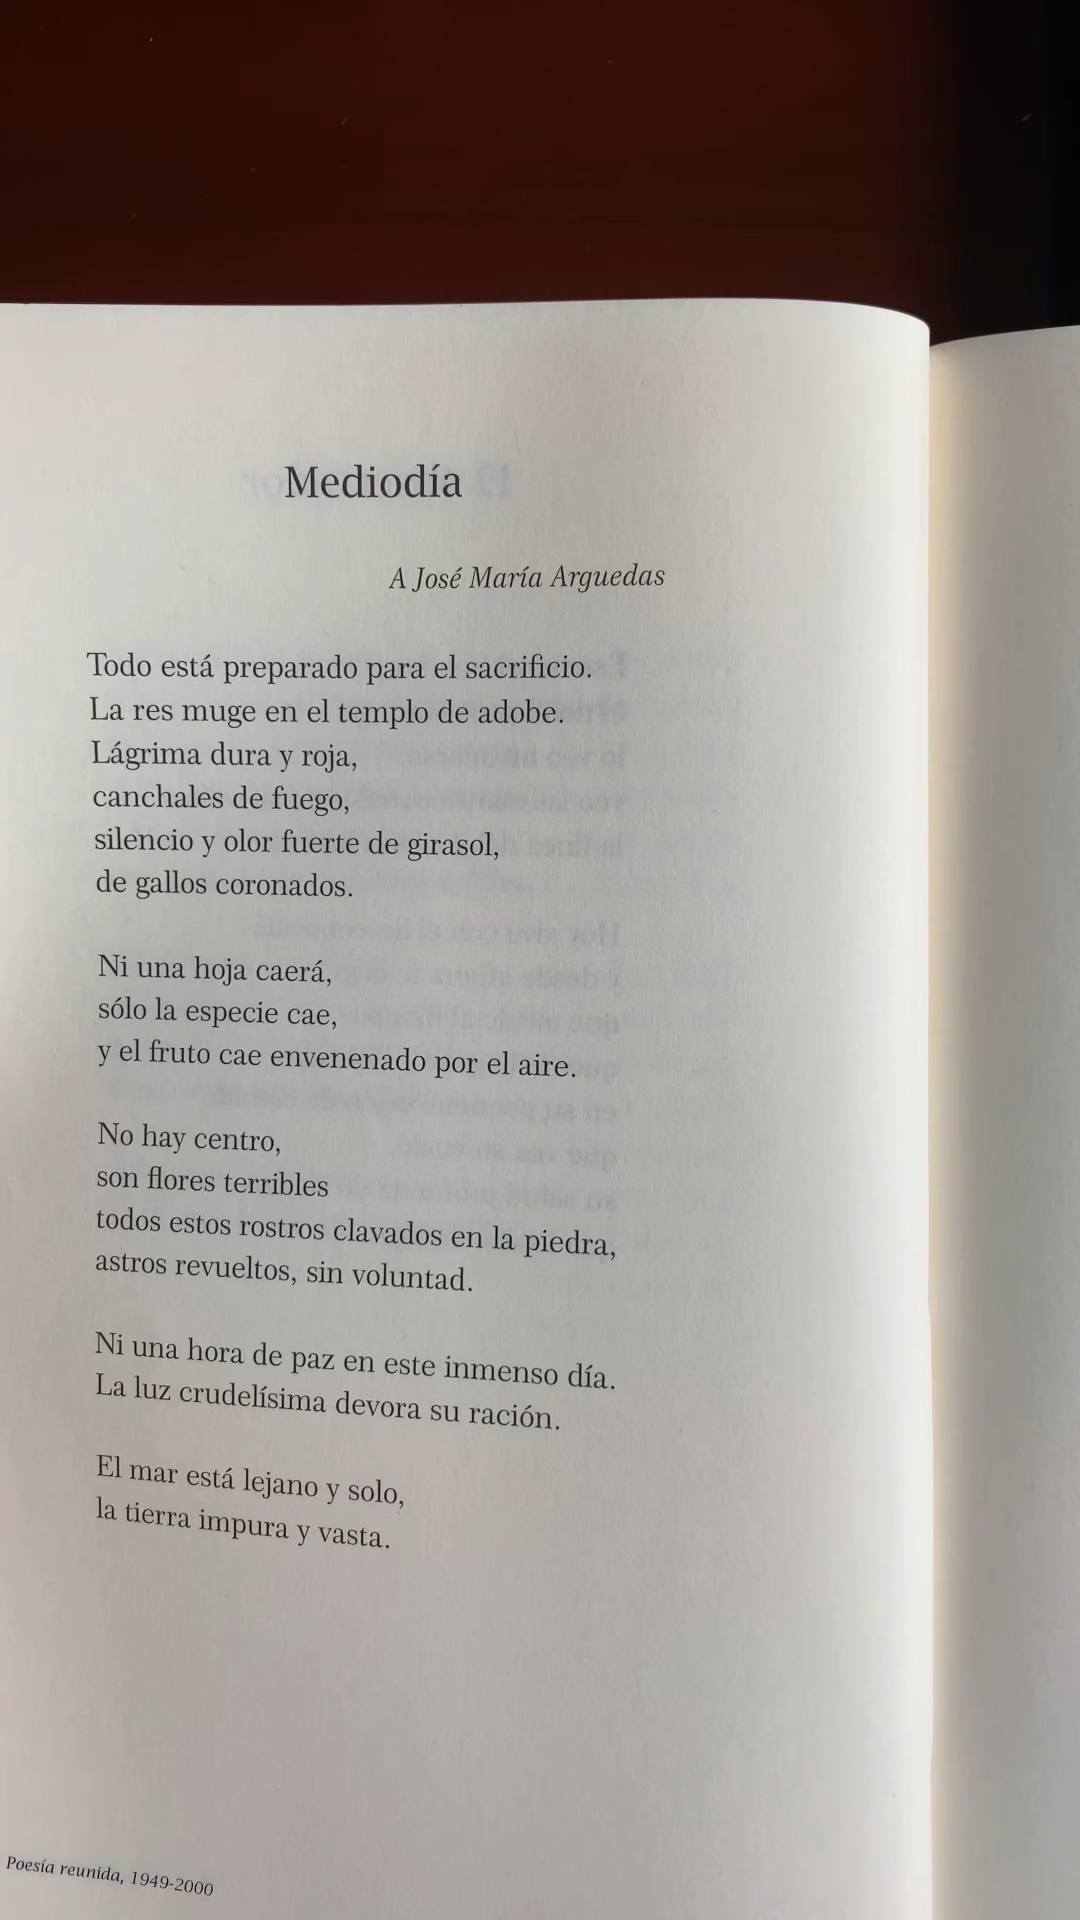 Mediodía
A José María Arguedas
Todo está preparado para el sacrificio.
La res muge en el templo de adobe.
Lágrima dura y roja,
canchales de fuego,
silencio y olor fuerte de girasol,
de gallos coronados.
Ni una hoja caerá,
sólo la especie cae,
y el fruto cae envenenado por el aire.
No hay centro,
son flores terribles
todos estos rostros clavados en la piedra,
astros revueltos, sin voluntad.
Ni una hora de paz en este inmenso día.
La luz crudelísima devora su ración.
El mar está lejano y solo,
la tierra impura y vasta.
Poesía reunida, 1949-2000